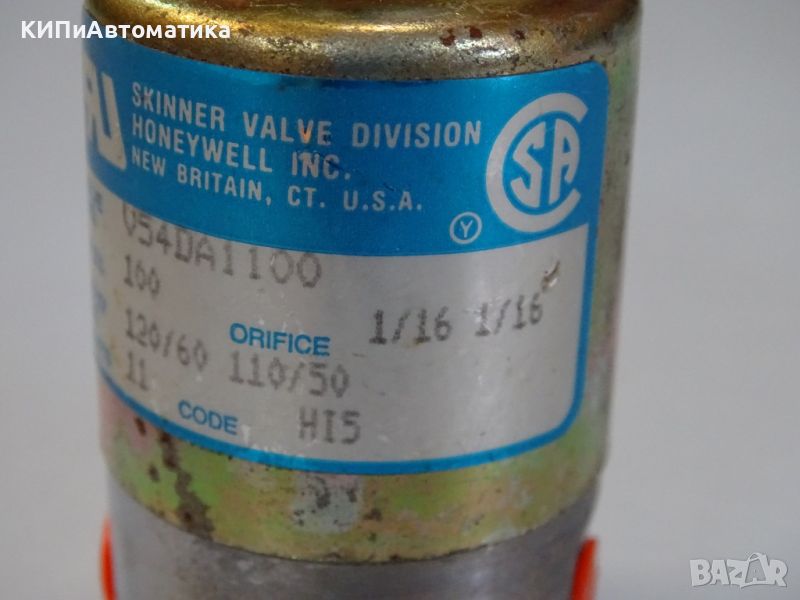 КИПиАвтоматика
SKINNER VALVE DIVISION
HONEYWELL INC.
NEW BRITAIN, CT. U.S.A.
SA
Y
V54DA1100
100
ORIFICE 1/16 1/16
120/60 110/50
11
CODE HI5
BAZAR